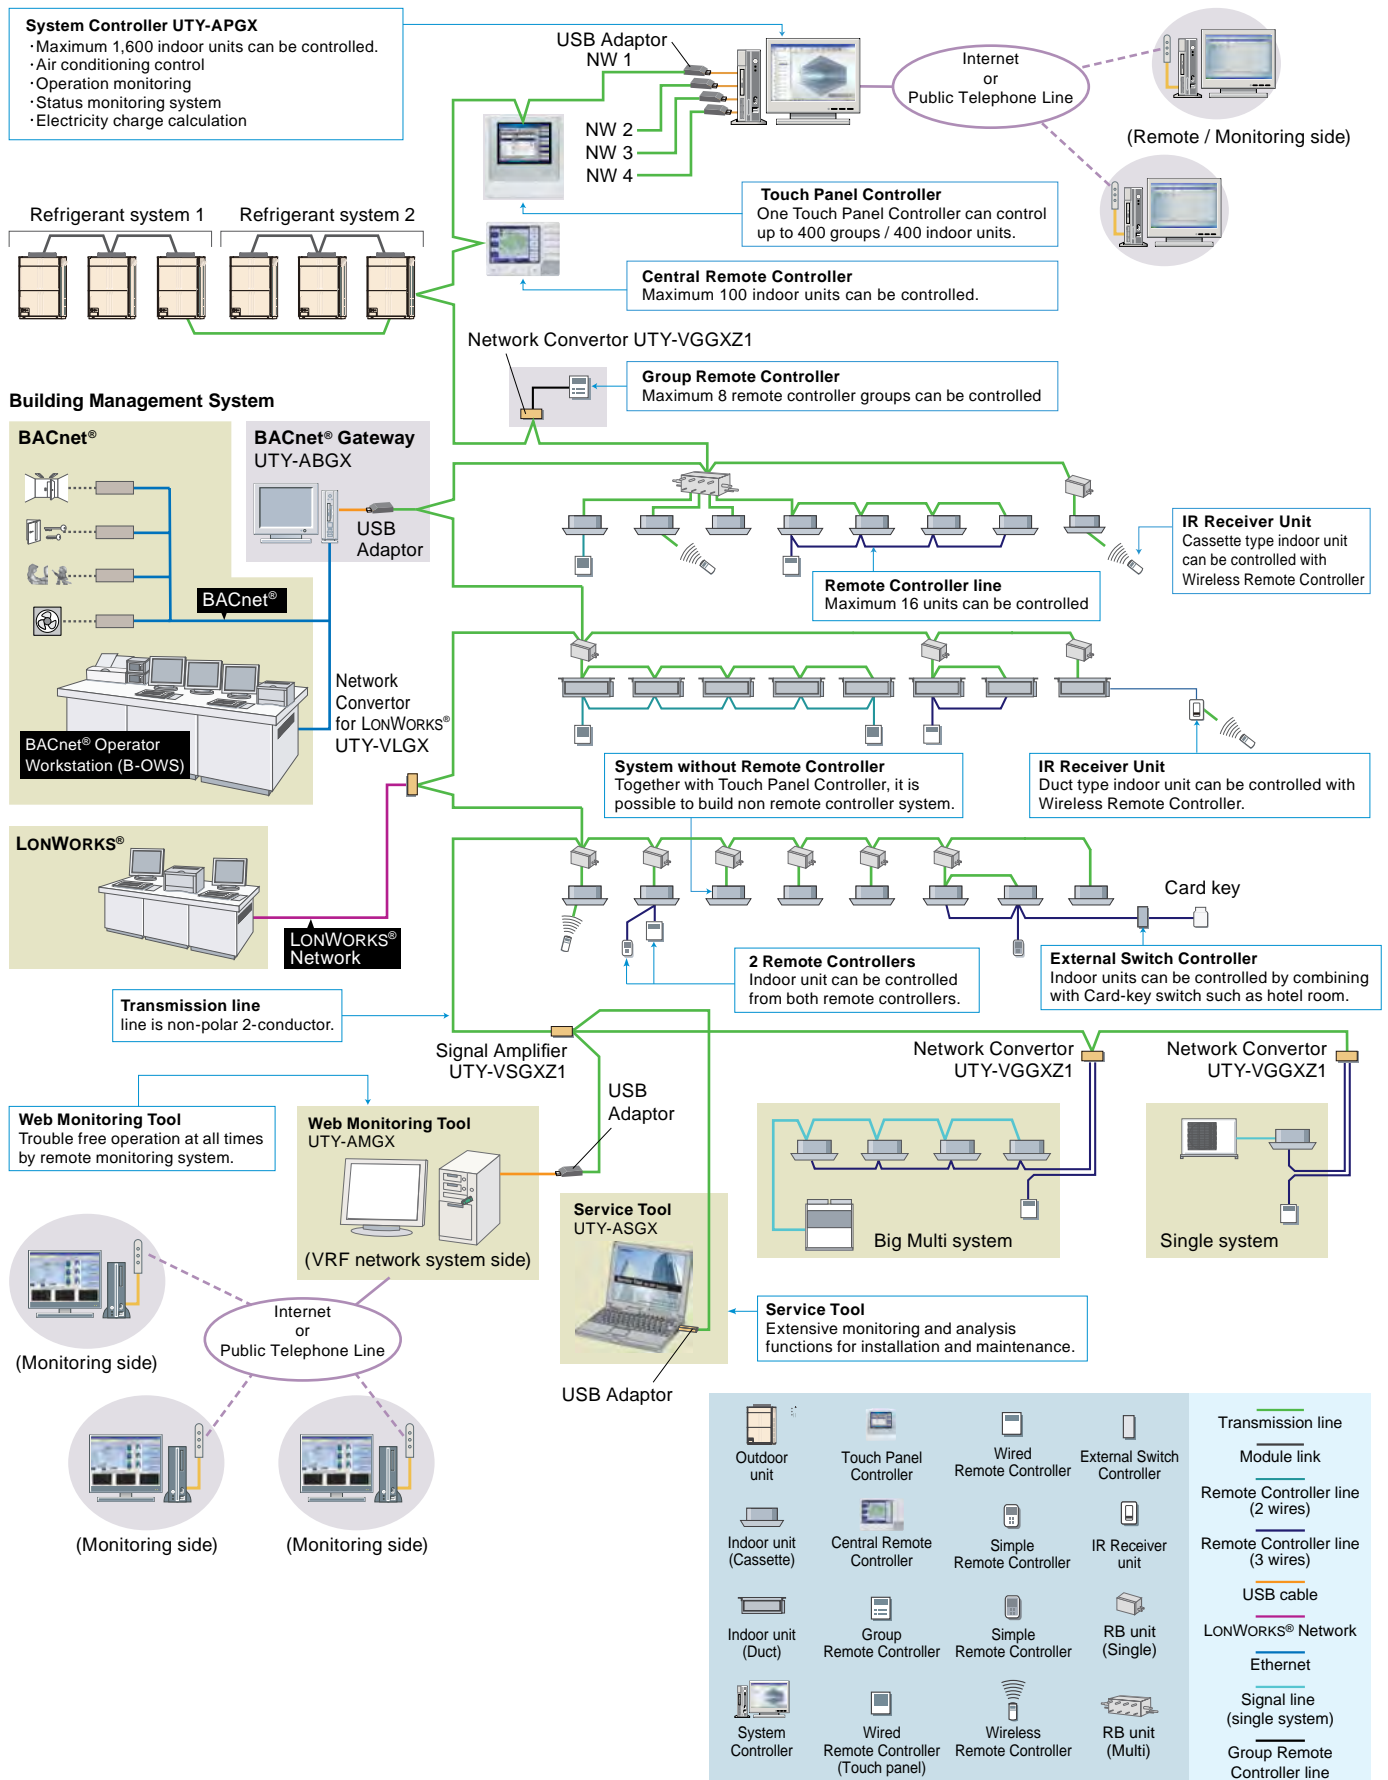 System Controller UTY-APGX
･Maximum 1,600 indoor units can be controlled.
･Air conditioning control
･Operation monitoring
･Status monitoring system
･Electricity charge calculation
USB Adaptor
NW 1
NW 2
NW 3
NW 4
Internet
or
Public Telephone Line
(Remote / Monitoring side)
Touch Panel Controller
One Touch Panel Controller can control
up to 400 groups / 400 indoor units.
Refrigerant system 1
Refrigerant system 2
Central Remote Controller
Maximum 100 indoor units can be controlled.
Network Convertor UTY-VGGXZ1
Group Remote Controller
Maximum 8 remote controller groups can be controlled
Building Management System
BACnet®
BACnet® Gateway
UTY-ABGX
USB
Adaptor
BACnet®
BACnet® Operator
Workstation (B-OWS)
IR Receiver Unit
Cassette type indoor unit
can be controlled with
Wireless Remote Controller
Remote Controller line
Maximum 16 units can be controlled
Network
Convertor
for LONWORKS®
UTY-VLGX
System without Remote Controller
Together with Touch Panel Controller, it is
possible to build non remote controller system.
IR Receiver Unit
Duct type indoor unit can be controlled with
Wireless Remote Controller.
LONWORKS®
LONWORKS®
Network
Card key
2 Remote Controllers
Indoor unit can be controlled
from both remote controllers.
External Switch Controller
Indoor units can be controlled by combining
with Card-key switch such as hotel room.
Transmission line
line is non-polar 2-conductor.
Signal Amplifier
UTY-VSGXZ1
Network Convertor
UTY-VGGXZ1
Network Convertor
UTY-VGGXZ1
USB
Adaptor
Web Monitoring Tool
Trouble free operation at all times
by remote monitoring system.
Web Monitoring Tool
UTY-AMGX
(VRF network system side)
Service Tool
UTY-ASGX
Big Multi system
Single system
Internet
or
Public Telephone Line
(Monitoring side)
Service Tool
Extensive monitoring and analysis
functions for installation and maintenance.
USB Adaptor
(Monitoring side)
(Monitoring side)
Outdoor
unit
Touch Panel
Controller
Wired
Remote Controller
External Switch
Controller
Indoor unit
(Cassette)
Central Remote
Controller
Simple
Remote Controller
IR Receiver
unit
Indoor unit
(Duct)
Group
Remote Controller
Simple
Remote Controller
RB unit
(Single)
System
Controller
Wired
Remote Controller
(Touch panel)
Wireless
Remote Controller
RB unit
(Multi)
Transmission line
Module link
Remote Controller line
(2 wires)
Remote Controller line
(3 wires)
USB cable
LONWORKS® Network
Ethernet
Signal line
(single system)
Group Remote
Controller line